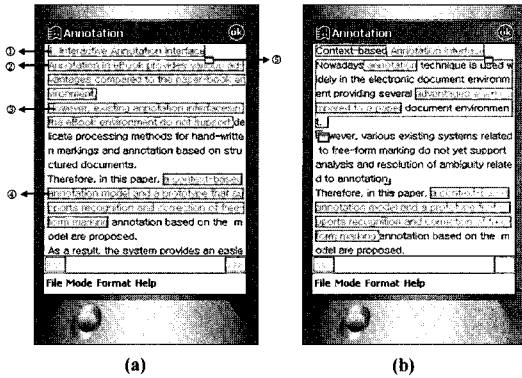 Annotation
ok
① 1. Interactive Annotation Interface
② Annotation in eBook provides various ad
vantages compared to the paper-book en
vironment.
③ However, existing annotation interfaces in
the eBook environment do not support de
licate processing methods for hand-writte
n markings and annotation based on stru
ctured documents.
Therefore, in this paper, a context-based
④ annotation model and a prototype that su
pports recognition and correction of free-
form marking annotation based on the m
odel are proposed.
As a result, the system provides an easie
⑤
File Mode Format Help
(a)
Annotation
ok
Context-based Annotation Interface
Nowadays annotation technique is used w
idely in the electronic document environm
ent providing several advantages as com
pared to a paper document environmen
t.
However, various existing systems related
to free-form marking do not yet support
analysis and resolution of ambiguity relate
d to annotation.
Therefore, in this paper, a context-based
annotation model and a prototype that su
pports recognition and correction of free-
form marking annotation based on the m
odel are proposed.
File Mode Format Help
(b)